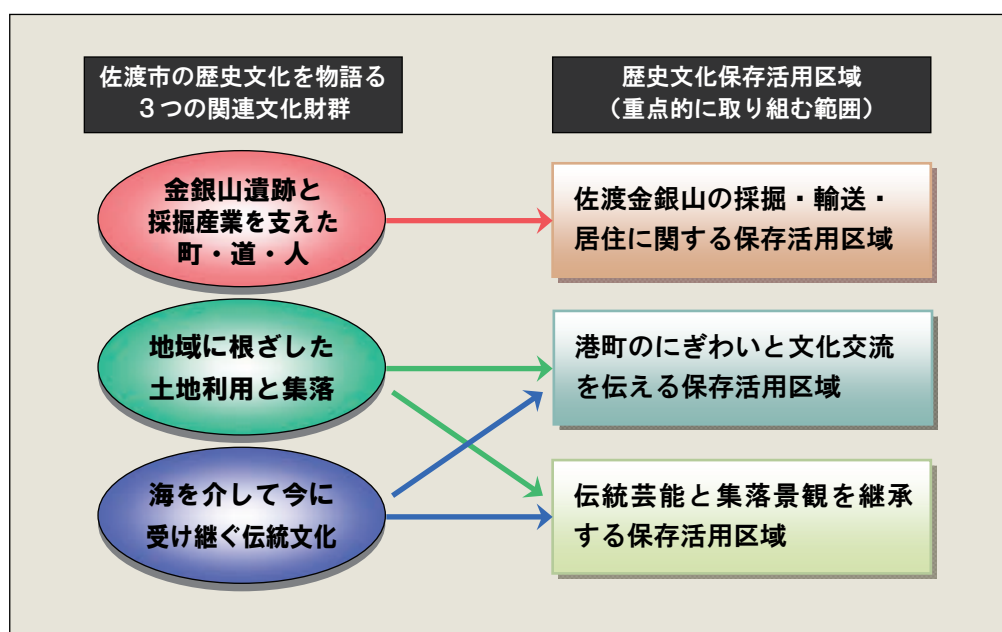 佐渡市の歴史文化を物語る
３つの関連文化財群
歴史文化保存活用区域
（重点的に取り組む範囲）
金銀山遺跡と
採掘産業を支えた
町・道・人
佐渡金銀山の採掘・輸送・
居住に関する保存活用区域
地域に根ざした
土地利用と集落
港町のにぎわいと文化交流
を伝える保存活用区域
海を介して今に
受け継ぐ伝統文化
伝統芸能と集落景観を継承
する保存活用区域